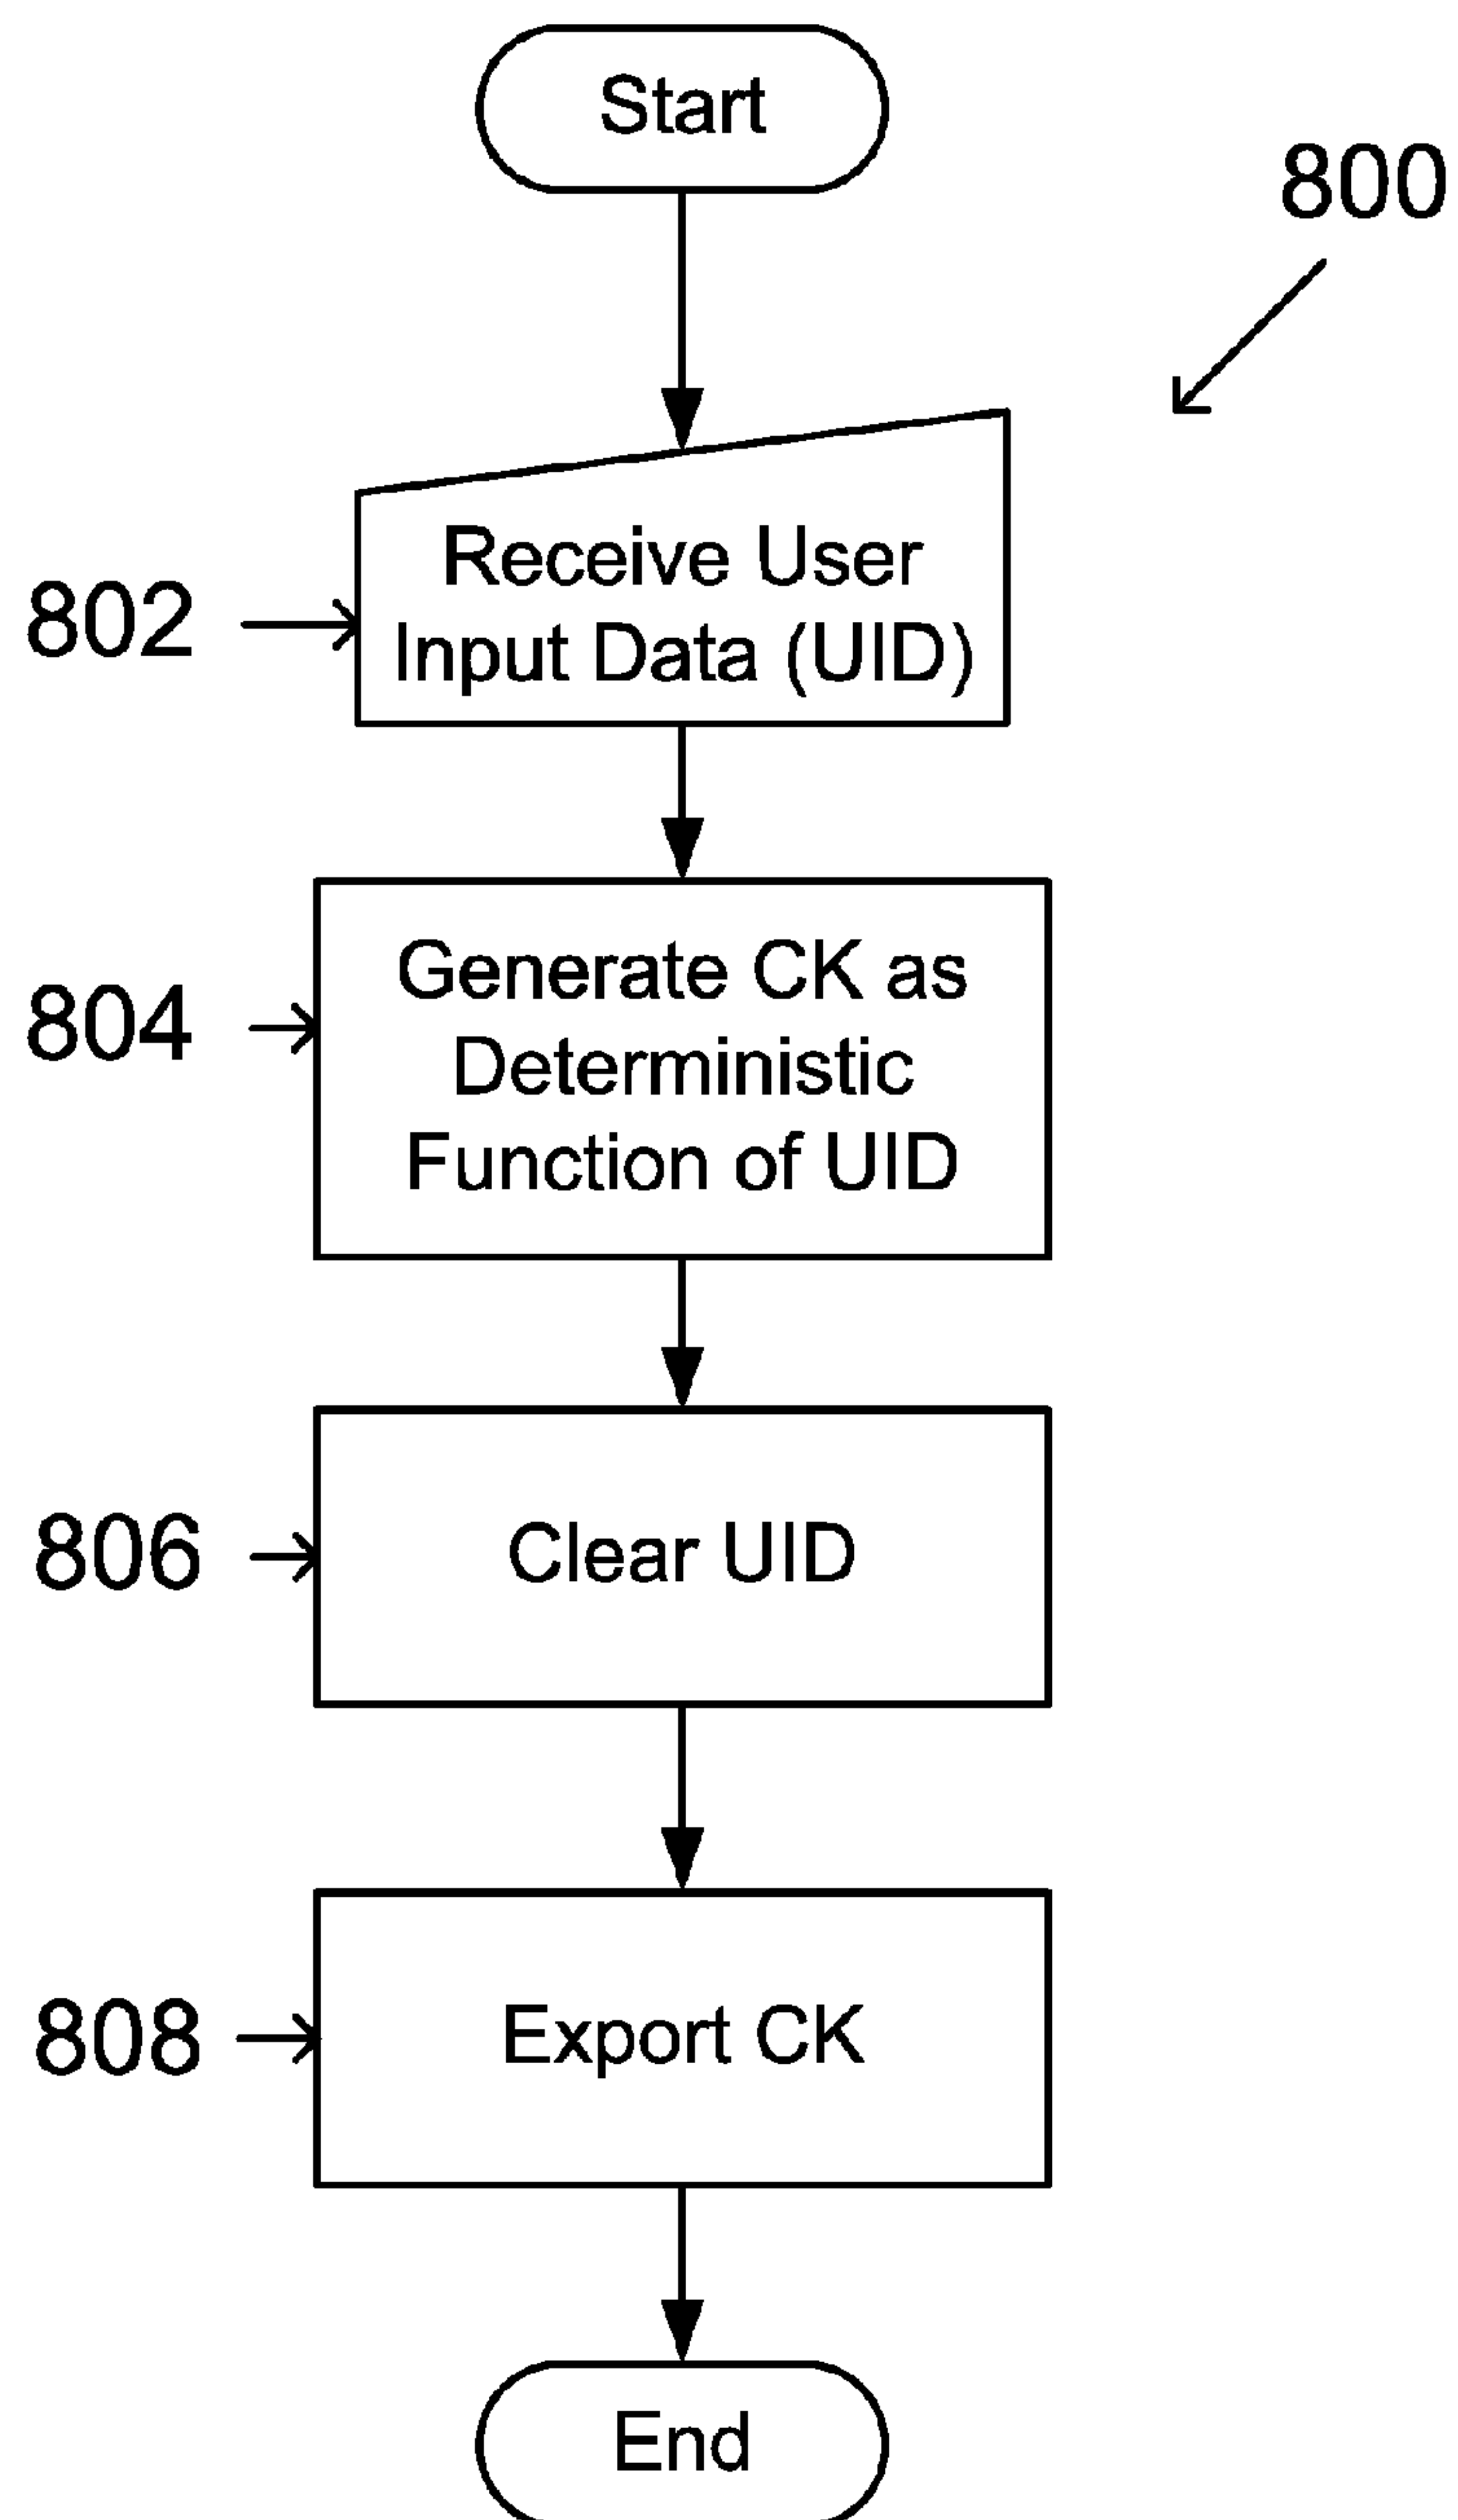 Start
800
Receive User
Input Data (UID)
802
Generate CK as
Deterministic
Function of UID
804
Clear UID
806
Export CK
808
End